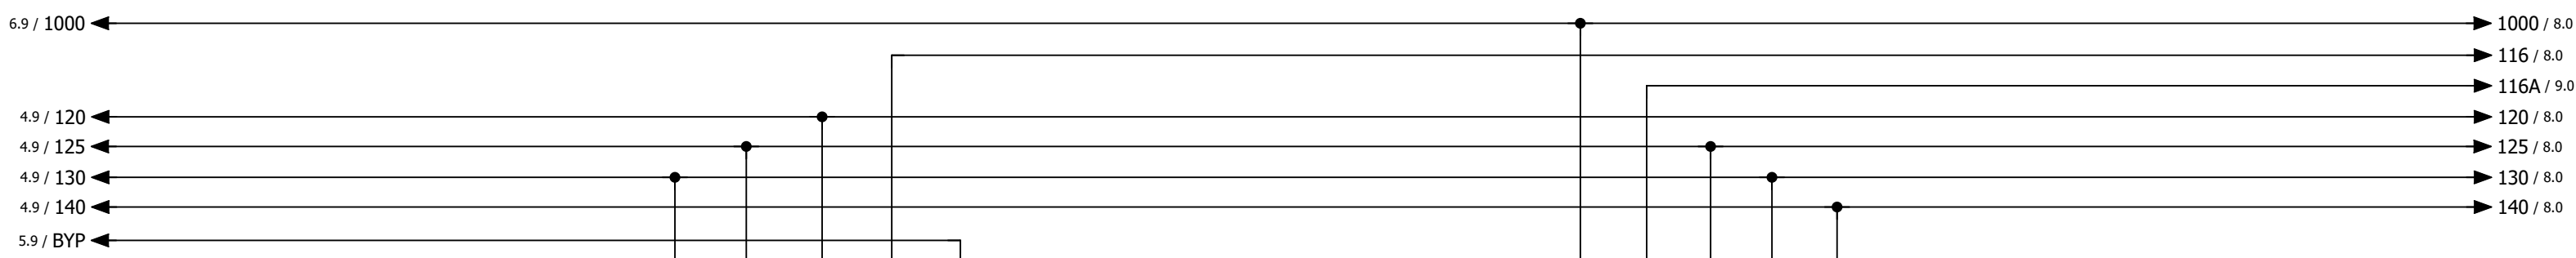 6.9 / 1000 1000 / 8.0
116 / 8.0
116A / 9.0
4.9 / 120 120 / 8.0
4.9 / 125 125 / 8.0
4.9 / 130 130 / 8.0
4.9 / 140 140 / 8.0
5.9 / BYP